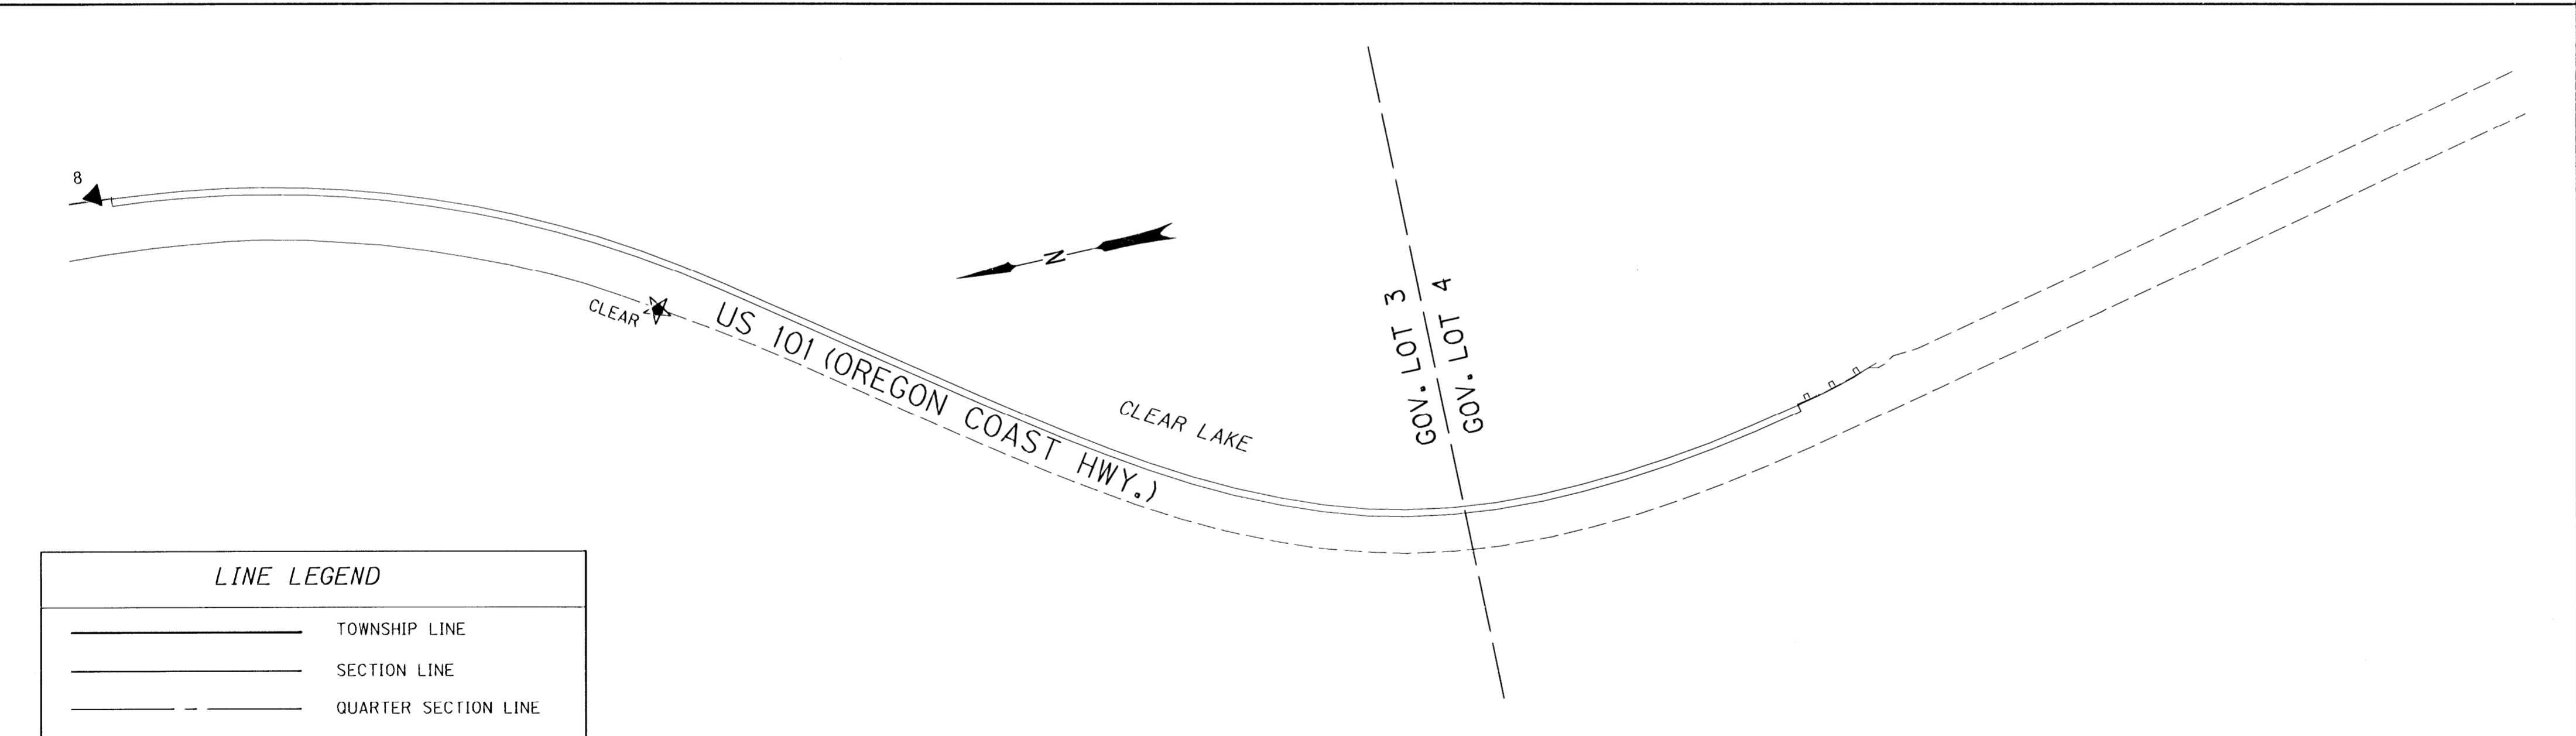 8
CLEAR
US 101 (OREGON COAST HWY.)
N
CLEAR LAKE
GOV. LOT 3
GOV. LOT 4
LINE LEGEND
TOWNSHIP LINE
SECTION LINE
QUARTER SECTION LINE